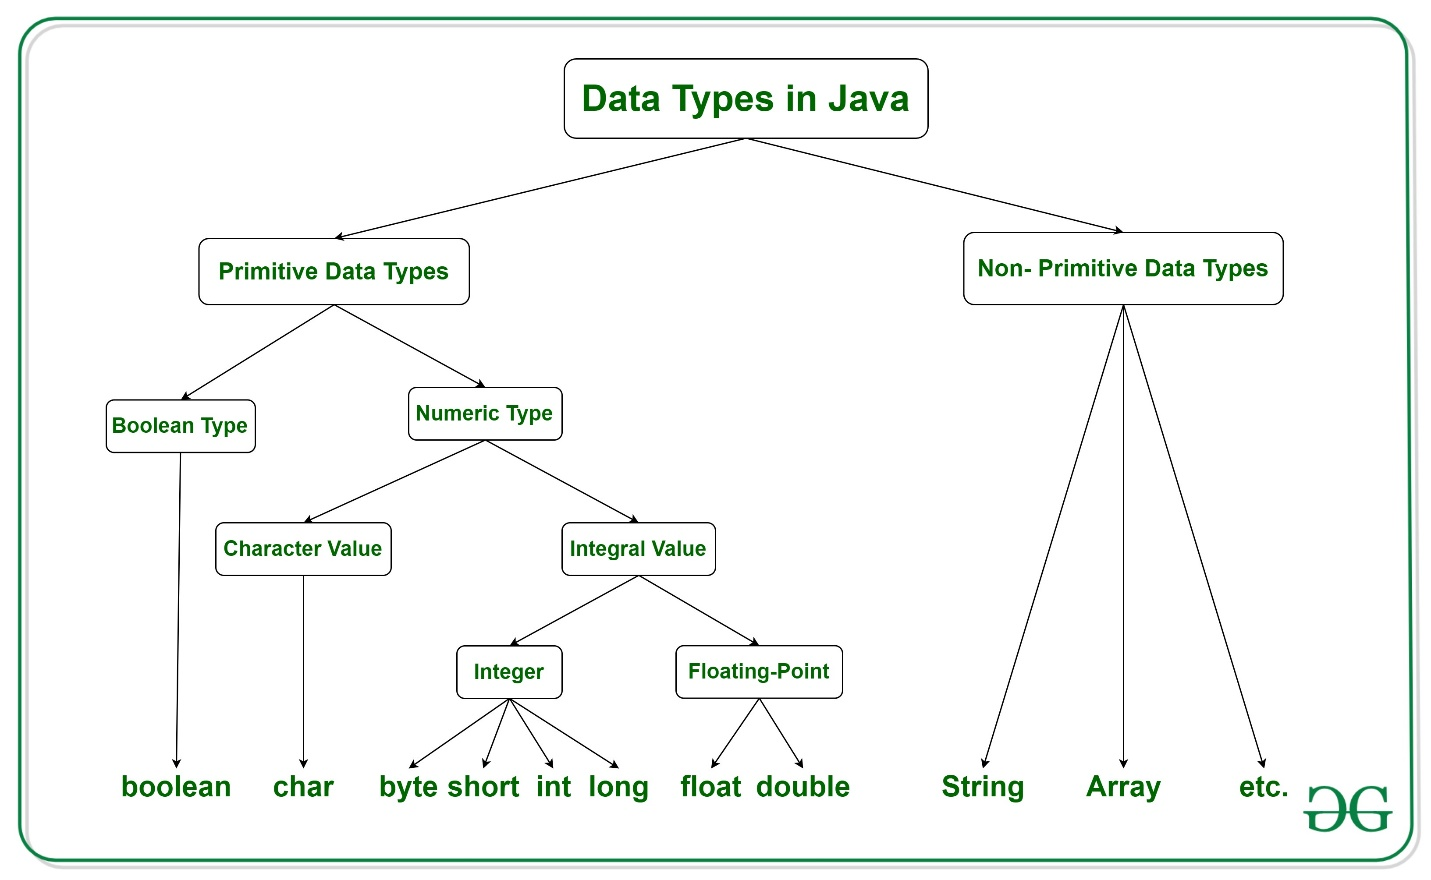 Data Types in Java
Primitive Data Types
Non- Primitive Data Types
Boolean Type
Numeric Type
Character Value
Integral Value
Integer
Floating-Point
boolean
char
byte
short
int
long
float
double
String
Array
etc.